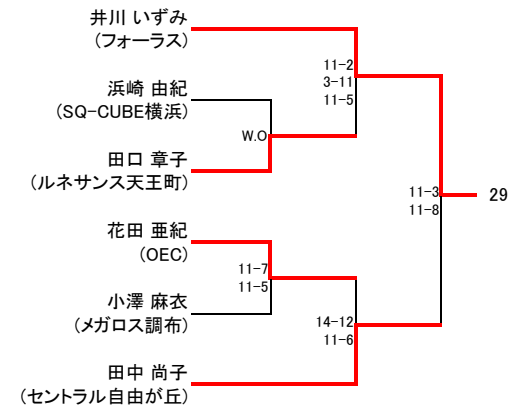 井川 いずみ
(フォーラス)
11-2
3-11
11-5
浜崎 由紀
(SQ-CUBE横浜)
W.O
田口 章子
(ルネサンス天王町)
11-3
11-8
29
花田 亜紀
(OEC)
11-7
11-5
小澤 麻衣
(メガロス調布)
14-12
11-6
田中 尚子
(セントラル自由が丘)